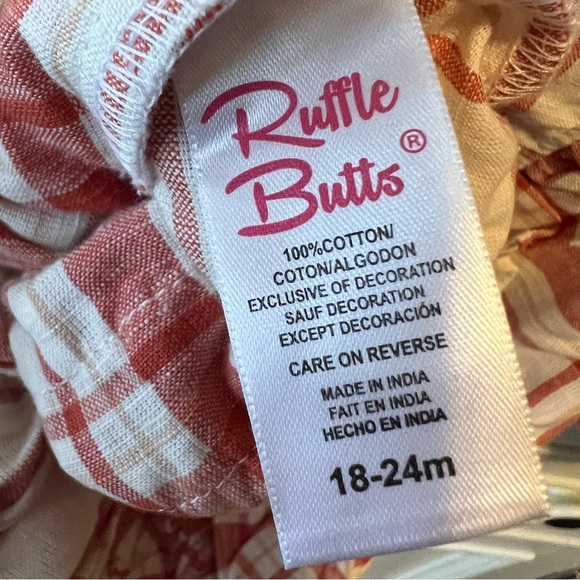 Ruffle
Butts®
100%COTTON/
COTON/ALGODON
EXCLUSIVE OF DECORATION
SAUF DECORATION
EXCEPT DECORACIÓN
CARE ON REVERSE
MADE IN INDIA
FAIT EN INDIA
HECHO EN INDIA
18-24m